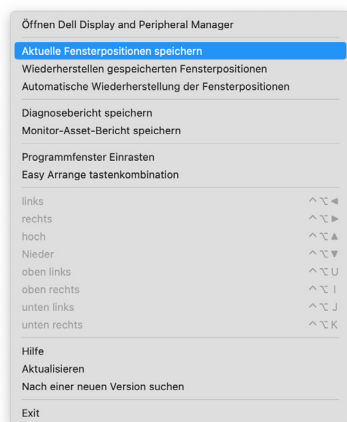 Öffnen Dell Display and Peripheral Manager
Aktuelle Fensterpositionen speichern
Wiederherstellen gespeicherten Fensterpositionen
Automatische Wiederherstellung der Fensterpositionen
Diagnosebericht speichern
Monitor-Asset-Bericht speichern
Programmfenster Einrasten
Easy Arrange tastenkombination
links ^⌥◀
rechts ^⌥▶
hoch ^⌥▲
Nieder ^⌥▼
oben links ^⌥U
oben rechts ^⌥I
unten links ^⌥J
unten rechts ^⌥K
Hilfe
Aktualisieren
Nach einer neuen Version suchen
Exit